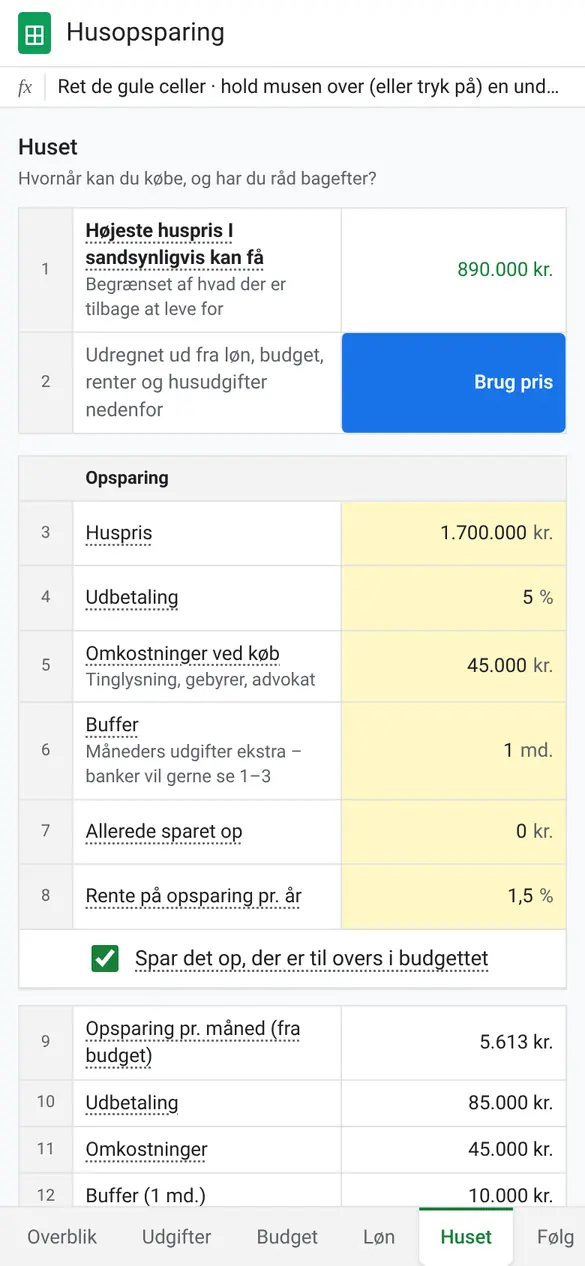 Husopsparing
fx Ret de gule celler · hold musen over (eller tryk på) en und…
Huset
Hvornår kan du købe, og har du råd bagefter?
1
Højeste huspris I
sandsynligvis kan få
Begrænset af hvad der er
tilbage at leve for
890.000 kr.
2
Udregnet ud fra løn, budget,
renter og husudgifter
nedenfor
Brug pris
Opsparing
3 Huspris 1.700.000 kr.
4 Udbetaling 5 %
5 Omkostninger ved køb 45.000 kr.
Tinglysning, gebyrer, advokat
6 Buffer
Måneders udgifter ekstra –
banker vil gerne se 1–3
1 md.
7 Allerede sparet op 0 kr.
8 Rente på opsparing pr. år 1,5 %
Spar det op, der er til overs i budgettet
9 Opsparing pr. måned (fra
budget)
5.613 kr.
10 Udbetaling 85.000 kr.
11 Omkostninger 45.000 kr.
12 Buffer (1 md.) 10.000 kr.
Overblik Udgifter Budget Løn Huset Følg